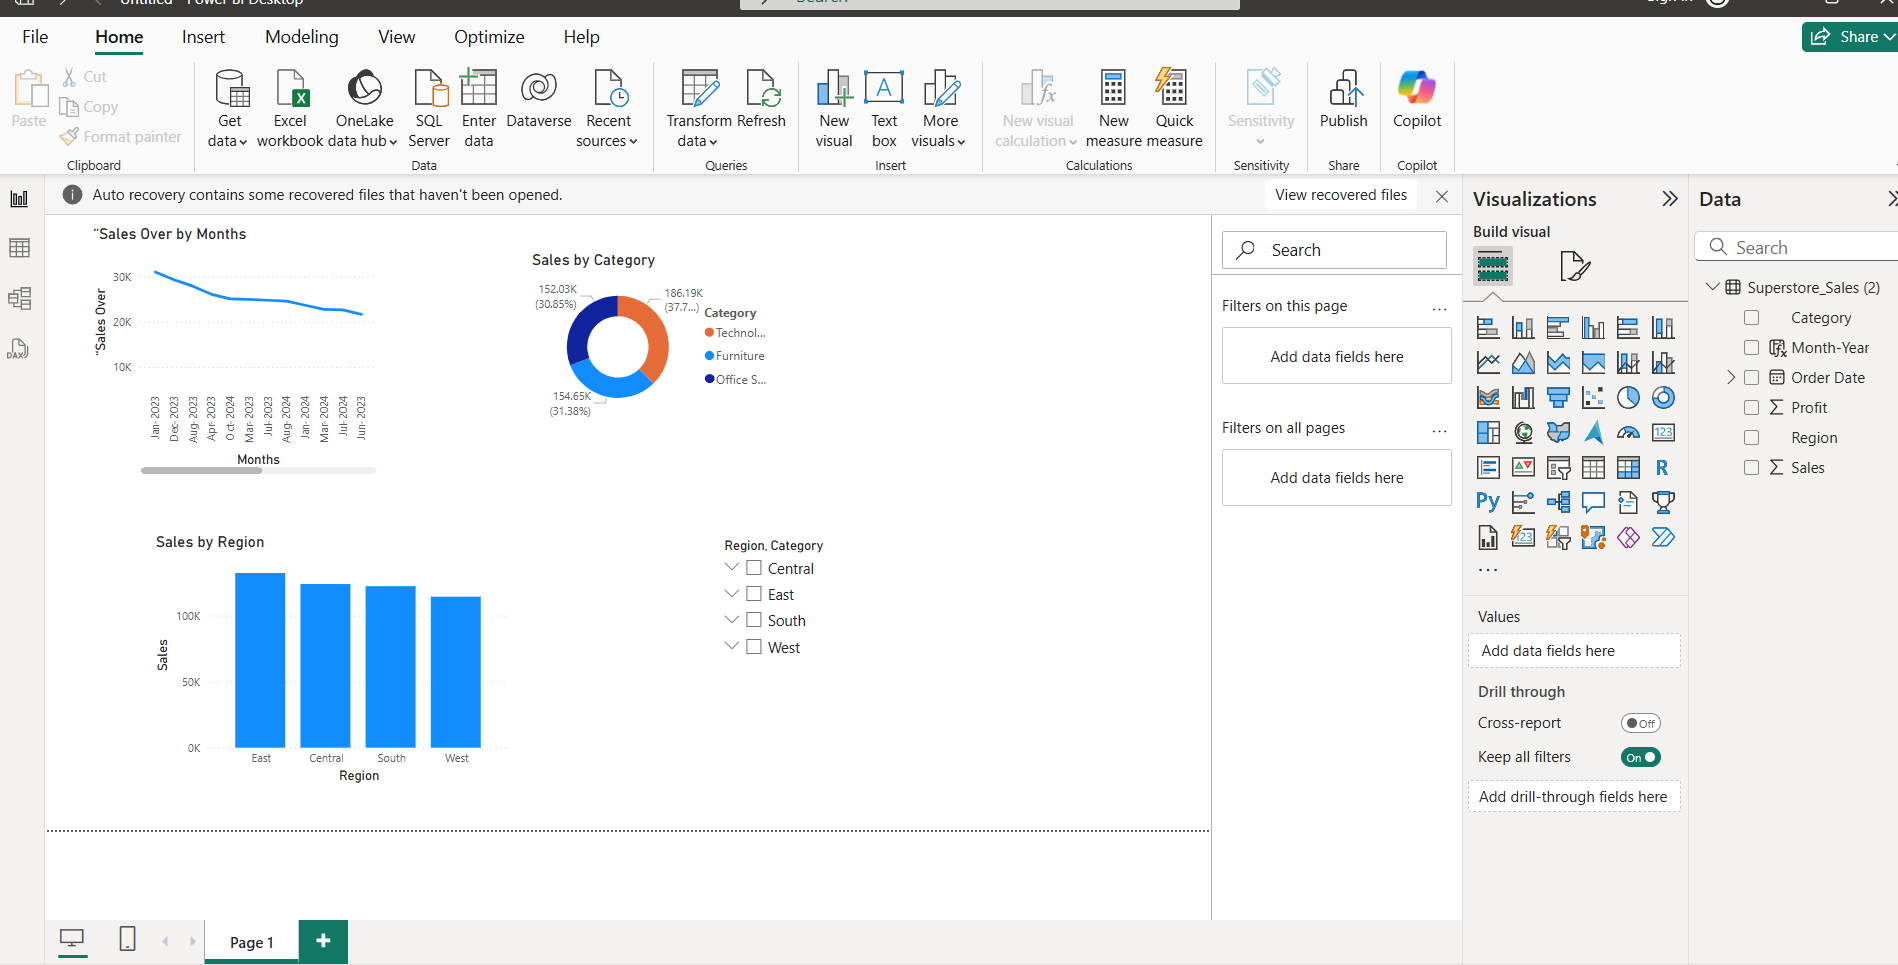 Untitled - Power BI Desktop
Search
File Home Insert Modeling View Optimize Help
Share
Paste
Cut
Copy
Format painter
Clipboard
Get data
Excel workbook
OneLake data hub
SQL Server
Enter data
Dataverse
Recent sources
Data
Transform data
Refresh
Queries
New visual
Text box
More visuals
Insert
New visual calculation
New measure
Quick measure
Calculations
Sensitivity
Sensitivity
Publish
Share
Copilot
Copilot
Auto recovery contains some recovered files that haven't been opened.
View recovered files
DAX
“Sales Over by Months
“Sales Over
30K
20K
10K
Jan-2023
Dec-2023
Aug-2023
Apr-2023
Oct-2024
Mar-2023
Jul-2023
Aug-2024
Jan-2024
Mar-2024
Jul-2024
Jun-2023
Months
Sales by Category
152.03K
(30.85%)
186.19K
(37.7...)
154.65K
(31.38%)
Category
Technol...
Furniture
Office S...
Sales by Region
Sales
100K
50K
0K
East Central South West
Region
Region, Category
Central
East
South
West
Search
Filters on this page ...
Add data fields here
Filters on all pages ...
Add data fields here
Visualizations
Build visual
123
R
Py
123
...
Values
Add data fields here
Drill through
Cross-report Off
Keep all filters On
Add drill-through fields here
Data
Search
Superstore_Sales (2)
Category
Month-Year
Order Date
Profit
Region
Sales
Page 1